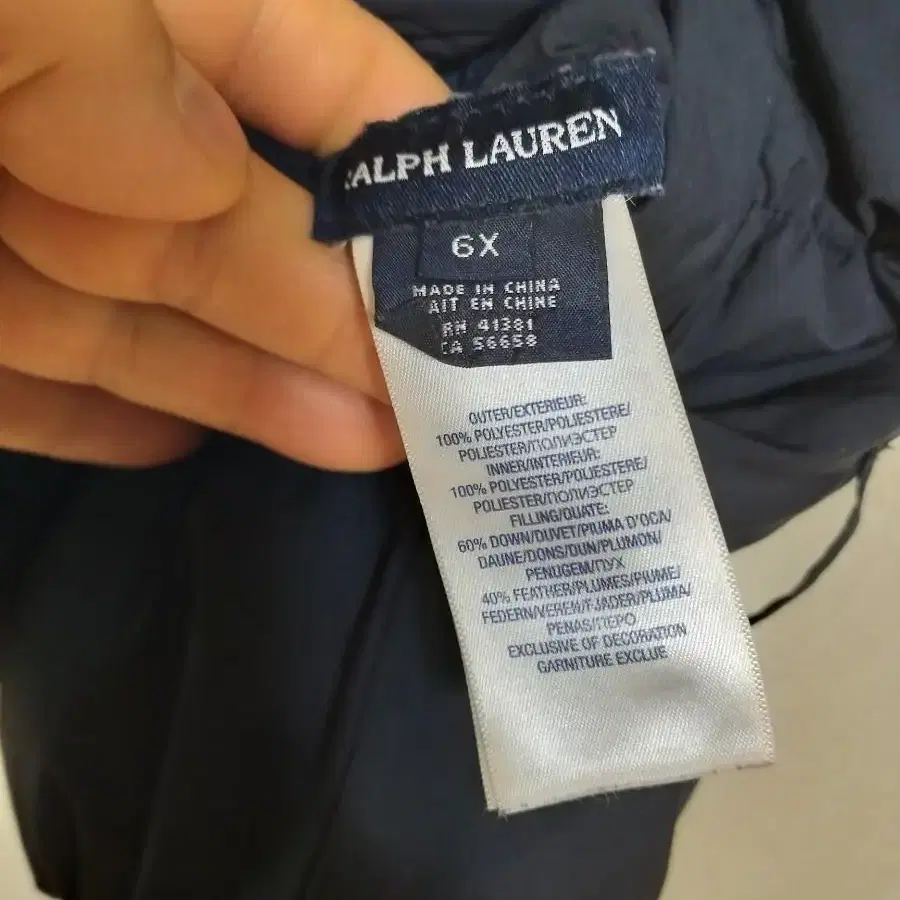 RALPH LAUREN
6X
MADE IN CHINA
AIT EN CHINE
RN 41381
CA 56658
OUTER/EXTERIEUR:
100% POLYESTER/POLIESTERE/
POLIESTER/ПОЛИЭСТЕР
INNER/INTERIEUR:
100% POLYESTER/POLIESTERE/
POLIESTER/ПОЛИЭСТЕР
FILLING/OUATE:
60% DOWN/DUVET/PIUMA D'OCA/
DAUNE/DONS/DUN/PLUMON/
PENUGEM/ПУХ
40% FEATHER/PLUMES/PIUME/
FEDERN/VEREN/FJADER/PLUMA/
PENAS/ПЕРО
EXCLUSIVE OF DECORATION
GARNITURE EXCLUE